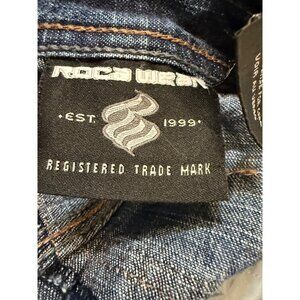 ROCA WEAR
EST. 1999
REGISTERED TRADE MARK